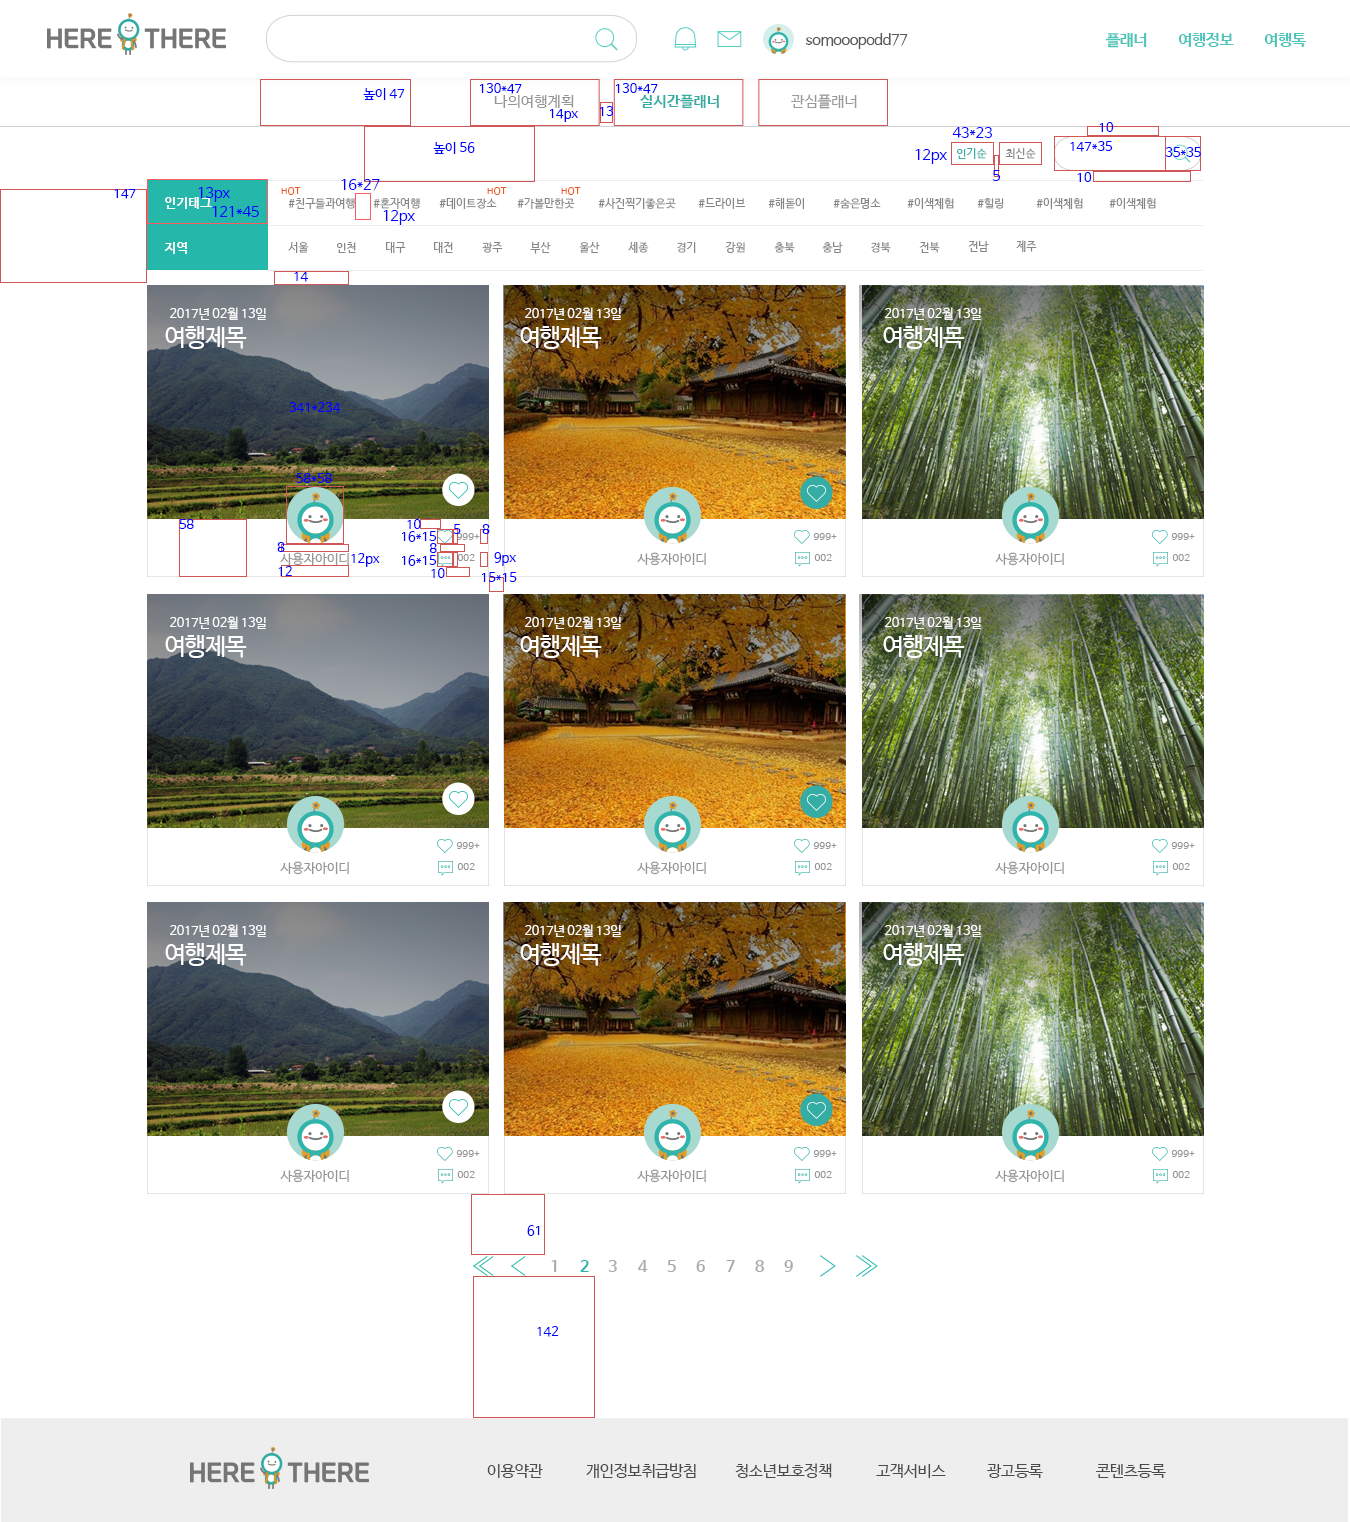 HERE THERE
somooopodd77
플래너 여행정보 여행톡
높이 47
130*47
나의여행계획
14px
13
130*47
실시간플래너
관심플래너
높이 56
12px
43*23
인기순 최신순
5
10
147*35
35*35
10
147
13px
121*45
인기태그
16*27
12px
HOT HOT HOT
#친구들과여행 #혼자여행 #데이트장소 #가볼만한곳 #사진찍기좋은곳 #드라이브 #해돋이 #숨은명소 #이색체험 #힐링 #이색체험 #이색체험
지역
서울 인천 대구 대전 광주 부산 울산 세종 경기 강원 충북 충남 경북 전북 전남 제주
14
2017년 02월 13일 2017년 02월 13일 2017년 02월 13일
여행제목 여행제목 여행제목
341*234
58*58
58
10
5
8
16*15
999+ 999+ 999+
8
8
16*15
002 002 002
사용자아이디 사용자아이디 사용자아이디
12px
9px
12
10
15*15
2017년 02월 13일 2017년 02월 13일 2017년 02월 13일
여행제목 여행제목 여행제목
999+ 999+ 999+
사용자아이디 002 사용자아이디 002 사용자아이디 002
2017년 02월 13일 2017년 02월 13일 2017년 02월 13일
여행제목 여행제목 여행제목
999+ 999+ 999+
사용자아이디 002 사용자아이디 002 사용자아이디 002
61
1 2 3 4 5 6 7 8 9
142
HERE THERE
이용약관 개인정보취급방침 청소년보호정책 고객서비스 광고등록 콘텐츠등록